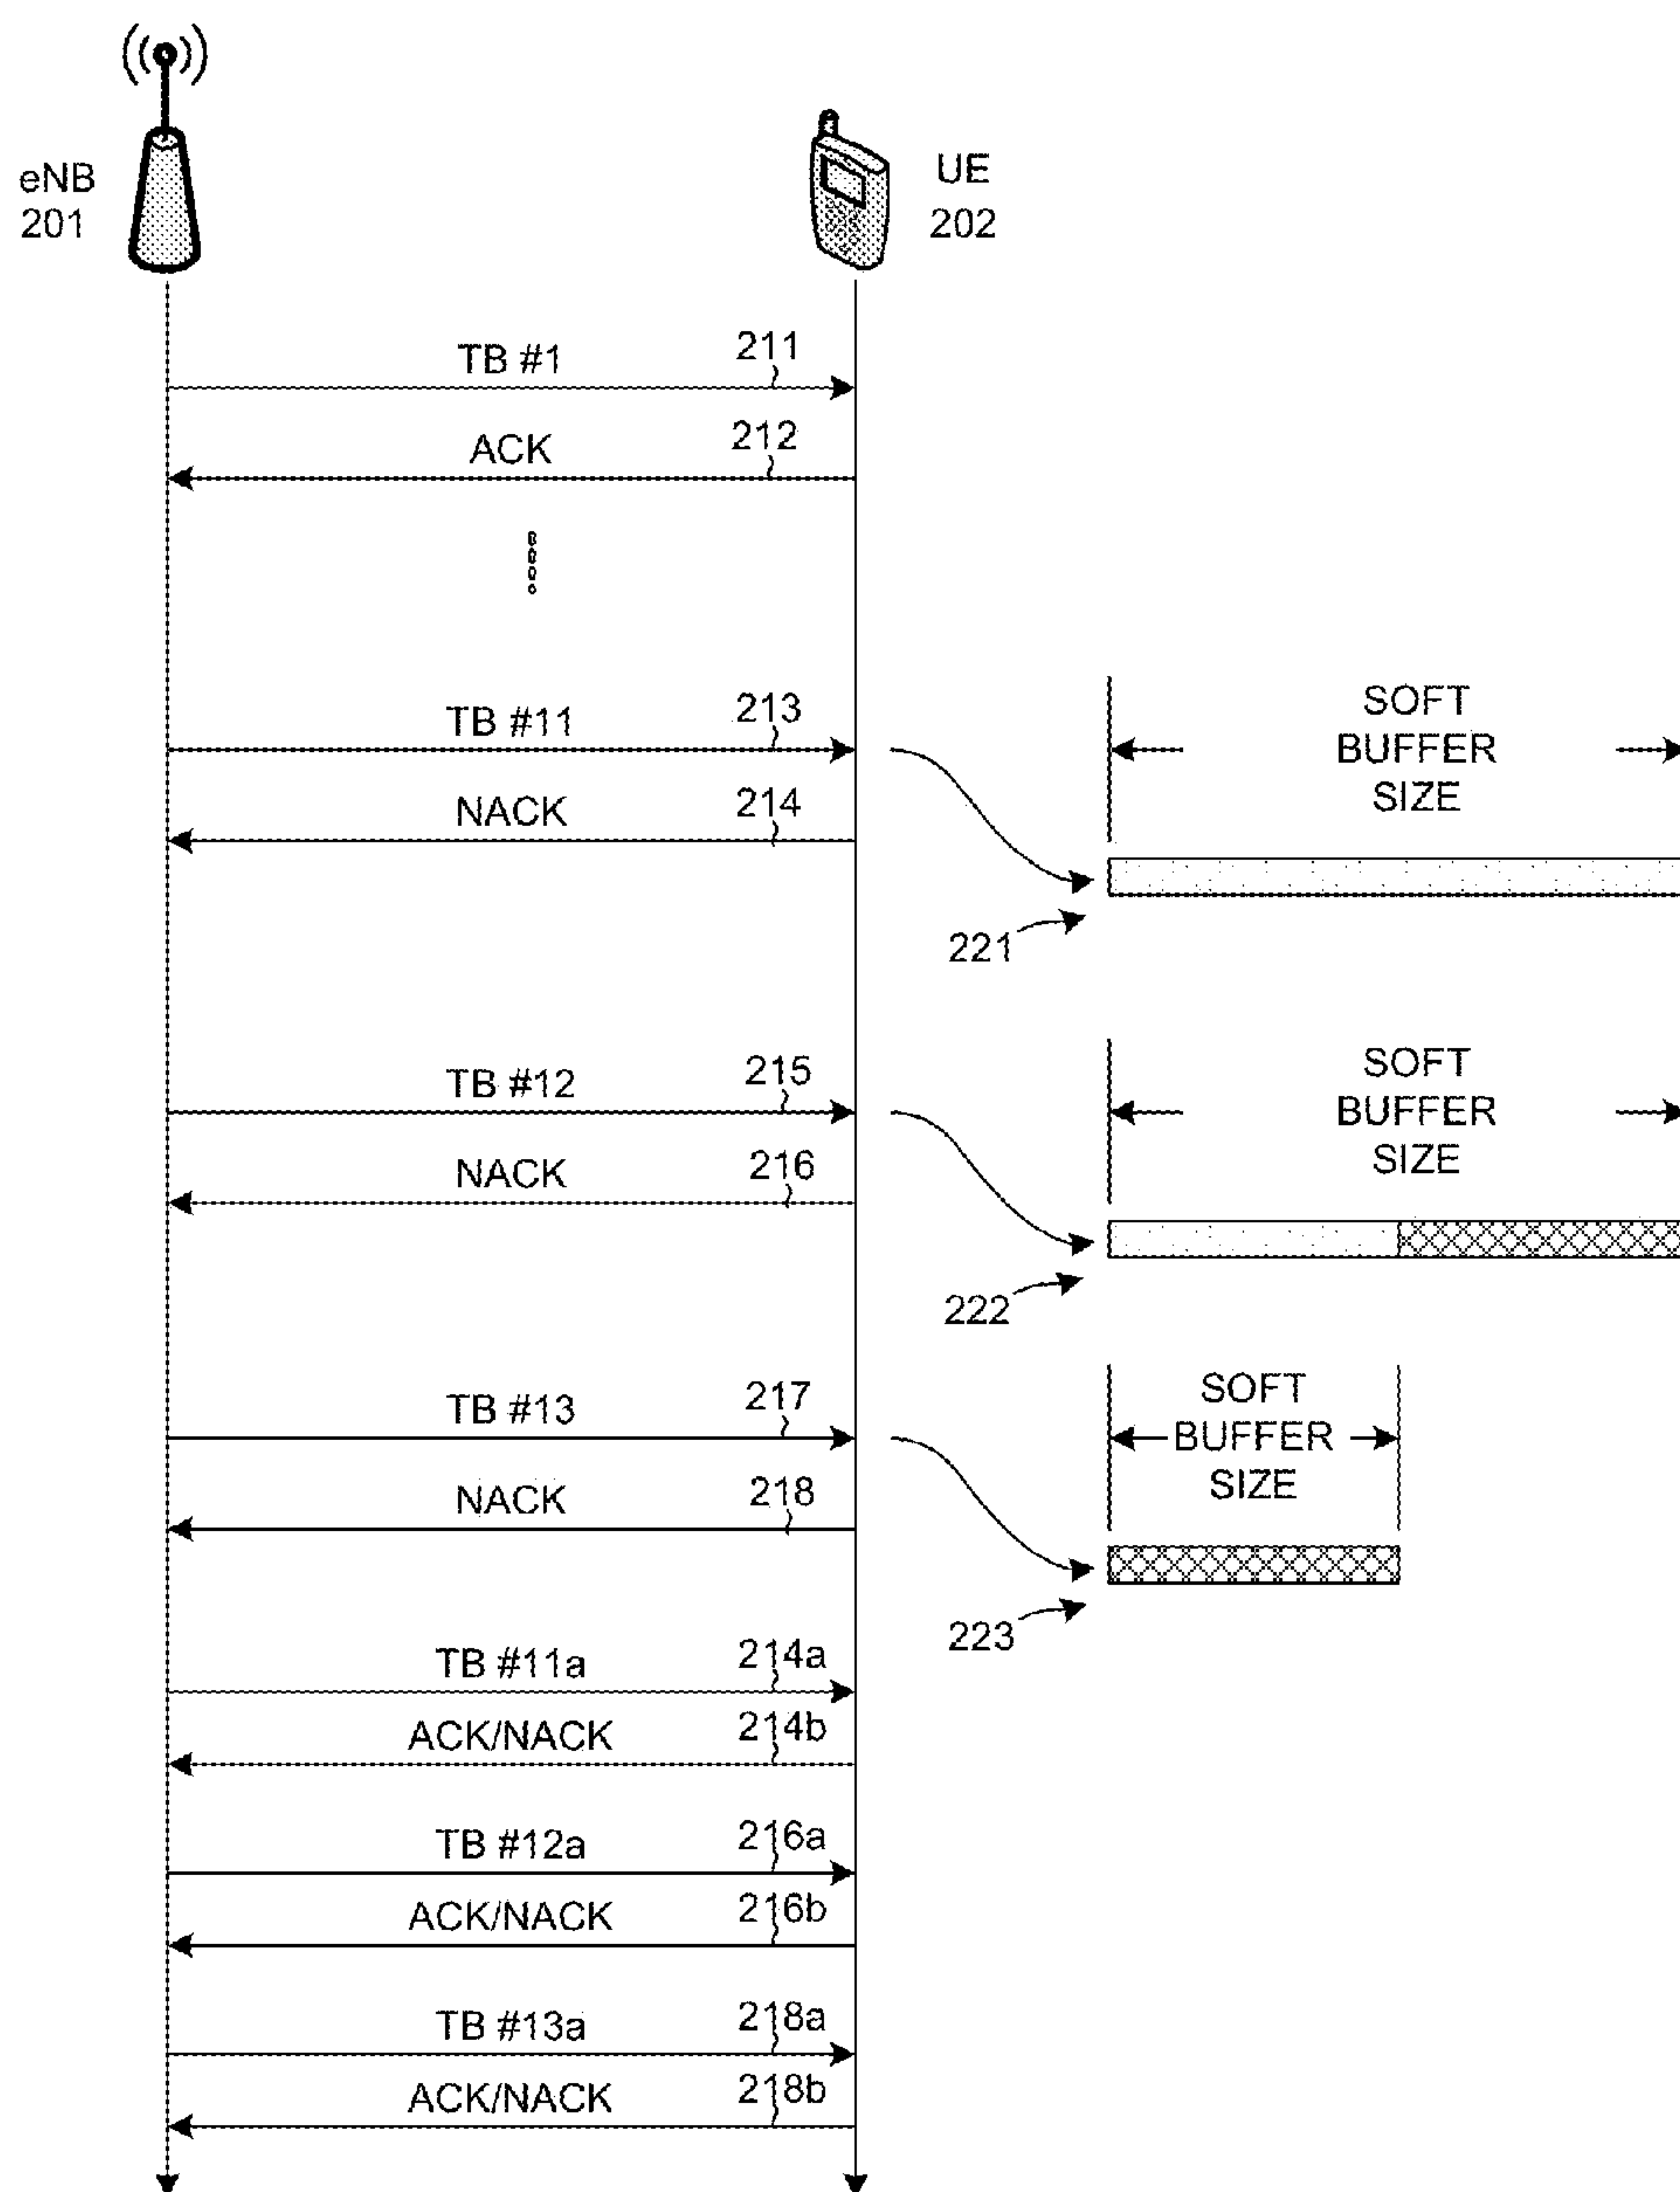 eNB
201
UE
202
TB #1
211
ACK
212
TB #11
213
NACK
214
SOFT
BUFFER
SIZE
221
TB #12
215
NACK
216
SOFT
BUFFER
SIZE
222
TB #13
217
NACK
218
SOFT
BUFFER
SIZE
223
TB #11a
214a
ACK/NACK
214b
TB #12a
216a
ACK/NACK
216b
TB #13a
218a
ACK/NACK
218b